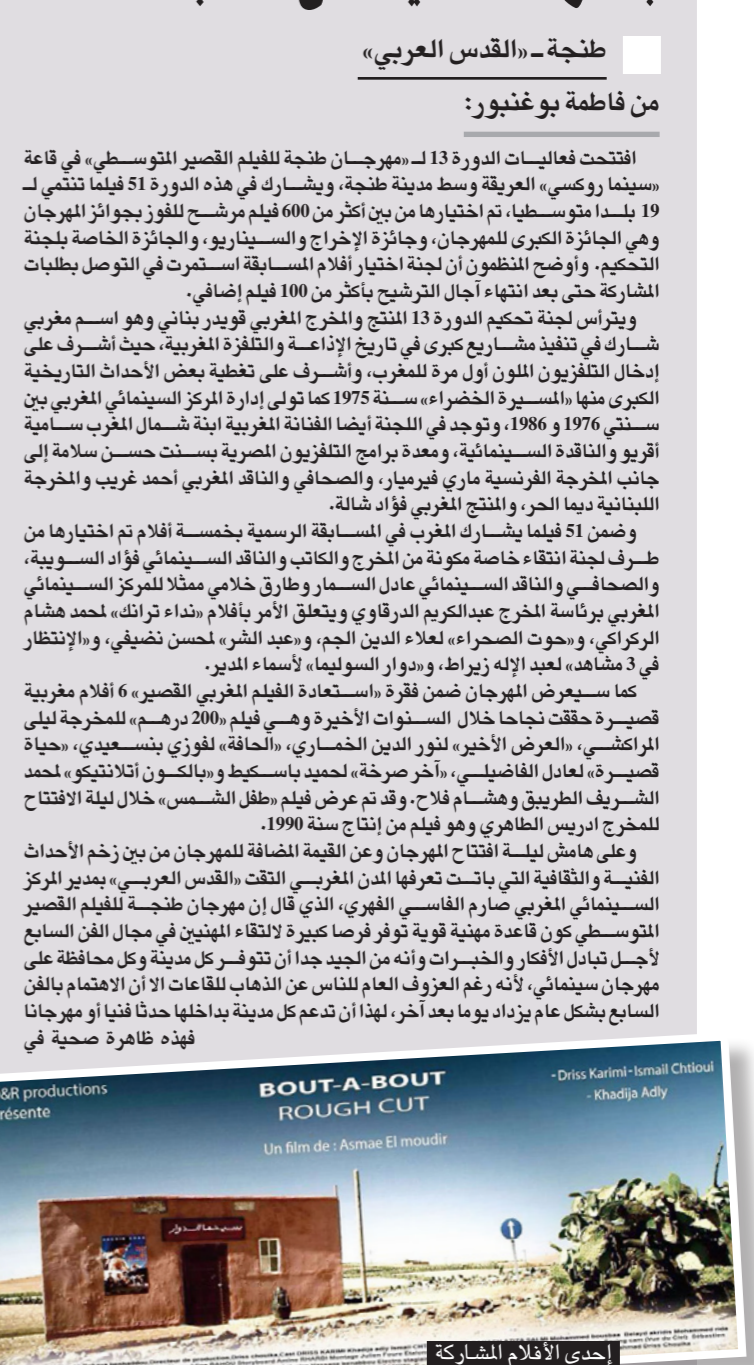 طنجة ـ «القدس العربي»
من فاطمة بوغنبور:
افتتحت فعاليات الدورة 13 لـ «مهرجان طنجة للفيلم القصير المتوسطي» في قاعة
«سينما روكسي» العريقة وسط مدينة طنجة، ويشارك في هذه الدورة 51 فيلما تنتمي لـ
19 بلدا متوسطيا، تم اختيارها من بين أكثر من 600 فيلم مرشح للفوز بجوائز المهرجان
وهي الجائزة الكبرى للمهرجان، وجائزة الإخراج والسيناريو، والجائزة الخاصة بلجنة
التحكيم. وأوضح المنظمون أن لجنة اختيار أفلام المسابقة استمرت في التوصل بطلبات
المشاركة حتى بعد انتهاء آجال الترشيح بأكثر من 100 فيلم إضافي.
ويترأس لجنة تحكيم الدورة 13 المنتج والمخرج المغربي قويدر بناني وهو اسم مغربي
شارك في تنفيذ مشاريع كبرى في تاريخ الإذاعة والتلفزة المغربية، حيث أشرف على
إدخال التلفزيون الملون أول مرة للمغرب، وأشرف على تغطية بعض الأحداث التاريخية
الكبرى منها «المسيرة الخضراء» سنة 1975 كما تولى إدارة المركز السينمائي المغربي بين
سنتي 1976 و 1986، وتوجد في اللجنة أيضا الفنانة المغربية ابنة شمال المغرب سامية
أقريو والناقدة السينمائية، ومعدة برامج التلفزيون المصرية بسنت حسن سلامة إلى
جانب المخرجة الفرنسية ماري فيرميار، والصحافي والناقد المغربي أحمد غريب والمخرجة
اللبنانية ديما الحر، والمنتج المغربي فؤاد شالة.
وضمن 51 فيلما يشارك المغرب في المسابقة الرسمية بخمسة أفلام تم اختيارها من
طرف لجنة انتقاء خاصة مكونة من المخرج والكاتب والناقد السينمائي فؤاد السويبة،
والصحافي والناقد السينمائي عادل السمار وطارق خلامي ممثلا للمركز السينمائي
المغربي برئاسة المخرج عبدالكريم الدرقاوي ويتعلق الأمر بأفلام «نداء ترانك» لمحمد هشام
الركراكي، و«حوت الصحراء» لعلاء الدين الجم، و«عبد الشر» لمحسن نضيفي، و«الإنتظار
في 3 مشاهد» لعبد الإله زيراط، و«دوار السوليما» لأسماء المدير.
كما سيعرض المهرجان ضمن فقرة «استعادة الفيلم المغربي القصير» 6 أفلام مغربية
قصيرة حققت نجاحا خلال السنوات الأخيرة وهي فيلم «200 درهم» للمخرجة ليلى
المراكشي، «العرض الأخير» لنور الدين الخماري، «الحافة» لفوزي بنسعيدي، «حياة
قصيرة» لعادل الفاضيلي، «آخر صرخة» لحميد باسكيط و«بالكون أتلانتيكو» لمحمد
الشريف الطريبق وهشام فلاح. وقد تم عرض فيلم «طفل الشمس» خلال ليلة الافتتاح
للمخرج ادريس الطاهري وهو فيلم من إنتاج سنة 1990.
وعلى هامش ليلة افتتاح المهرجان وعن القيمة المضافة للمهرجان من بين زخم الأحداث
الفنية والثقافية التي باتت تعرفها المدن المغربي التقت «القدس العربي» بمدير المركز
السينمائي المغربي صارم الفاسي الفهري، الذي قال إن مهرجان طنجة للفيلم القصير
المتوسطي كون قاعدة مهنية قوية توفر فرصا كبيرة لالتقاء المهنيين في مجال الفن السابع
لأجل تبادل الأفكار والخبرات وأنه من الجيد جدا أن تتوفر كل مدينة وكل محافظة على
مهرجان سينمائي، لأنه رغم العزوف العام للناس عن الذهاب للقاعات الا أن الاهتمام بالفن
السابع بشكل عام يزداد يوما بعد آخر، لهذا أن تدعم كل مدينة بداخلها حدثا فنيا أو مهرجانا
فهذه ظاهرة صحية في
&R productions
résente
BOUT-A-BOUT
ROUGH CUT
Un film de : Asmae El moudir
-Driss Karimi-Ismail Chtioui
- Khadija Adly
سينما الدوار
إحدى الأفلام المشاركة